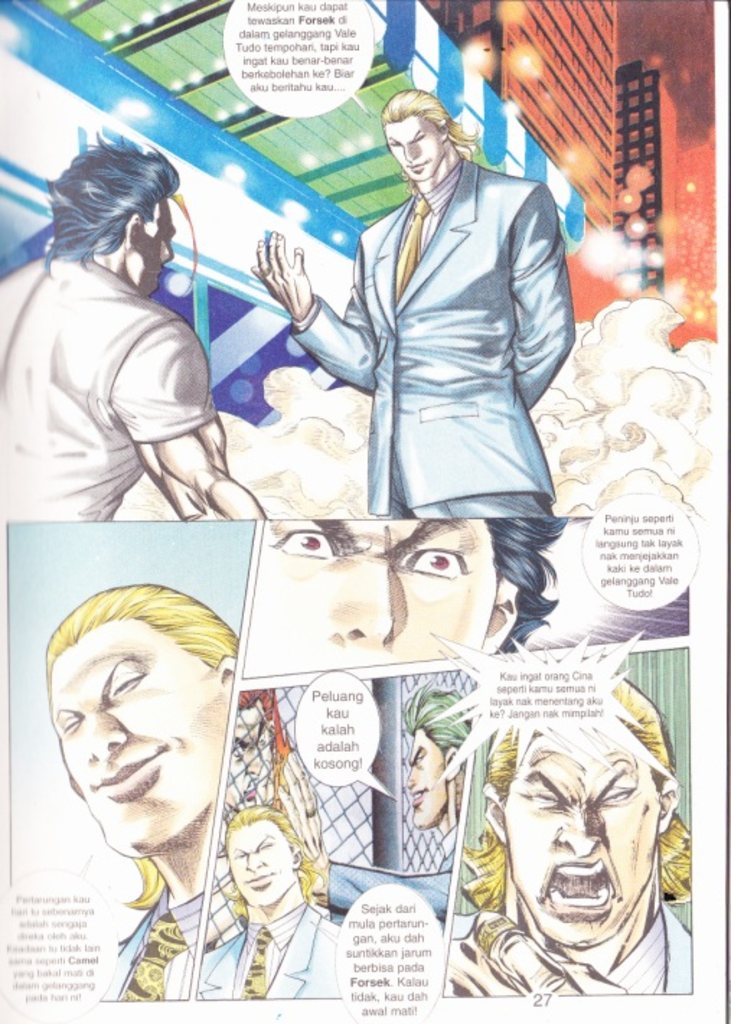 Meskipun kau dapat
tewaskan Forsek di
dalam gelanggang Vale
Tudo tempohari, tapi kau
ingat kau benar-benar
berkebolehan ke? Biar
aku beritahu kau....
Peninju seperti
kamu semua ni
langsung tak layak
nak menjejakkan
kaki ke dalam
gelanggang Vale
Tudo!
Pertarungan kau
hari tu sebenarnya
telah sengaja
direka oleh aku.
Keadaan tu tidak lain
sama seperti Camel
yang bakal mati di
pada hari ni!
Peluang
kau
kalah
adalah
kosong!
Sejak dari
mula pertarun-
gan, aku dah
suntikkan jarum
berbisa pada
Forsek. Kalau
tidak, kau dah
awal mati!
Kau ingat orang Cina
seperti kamu semua ni
nak menentang aku
ke? Jangan nak mimpilah!
27